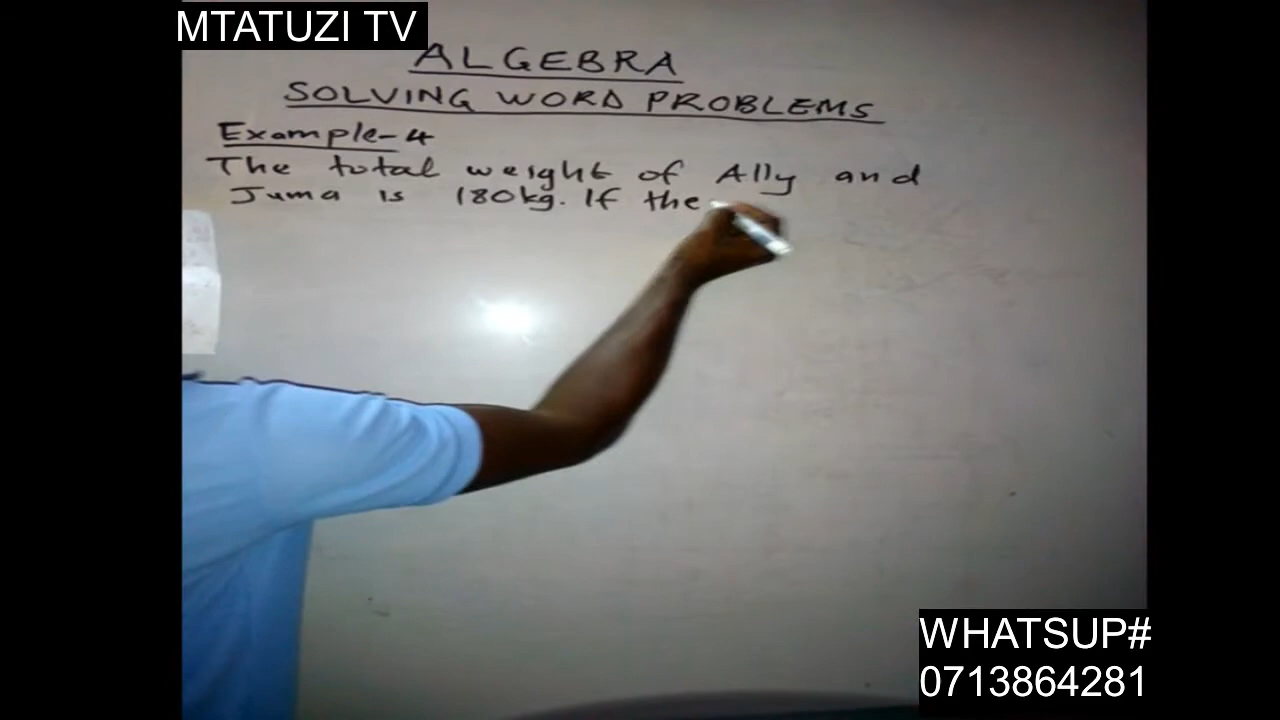 MTATUZI TV
ALGEBRA
SOLVING WORD PROBLEMS
Example-4
The total weight of Ally and
Juma is 180kg. If the
WHATSUP#
0713864281